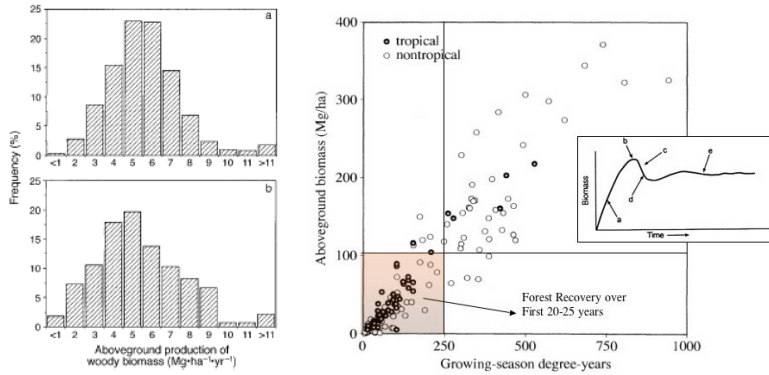 a
25
20
15
10
5
0
<1 2 3 4 5 6 7 8 9 10 11 >11
Frequency (%)
b
25
20
15
10
5
0
<1 2 3 4 5 6 7 8 9 10 11 >11
Aboveground production of
woody biomass (Mg•ha⁻¹•yr⁻¹)
Aboveground biomass (Mg/ha)
400
300
200
100
0
tropical
nontropical
Forest Recovery over
First 20-25 years
0 250 500 750 1000
Growing-season degree-years
Biomass
a
b
c
d
e
Time